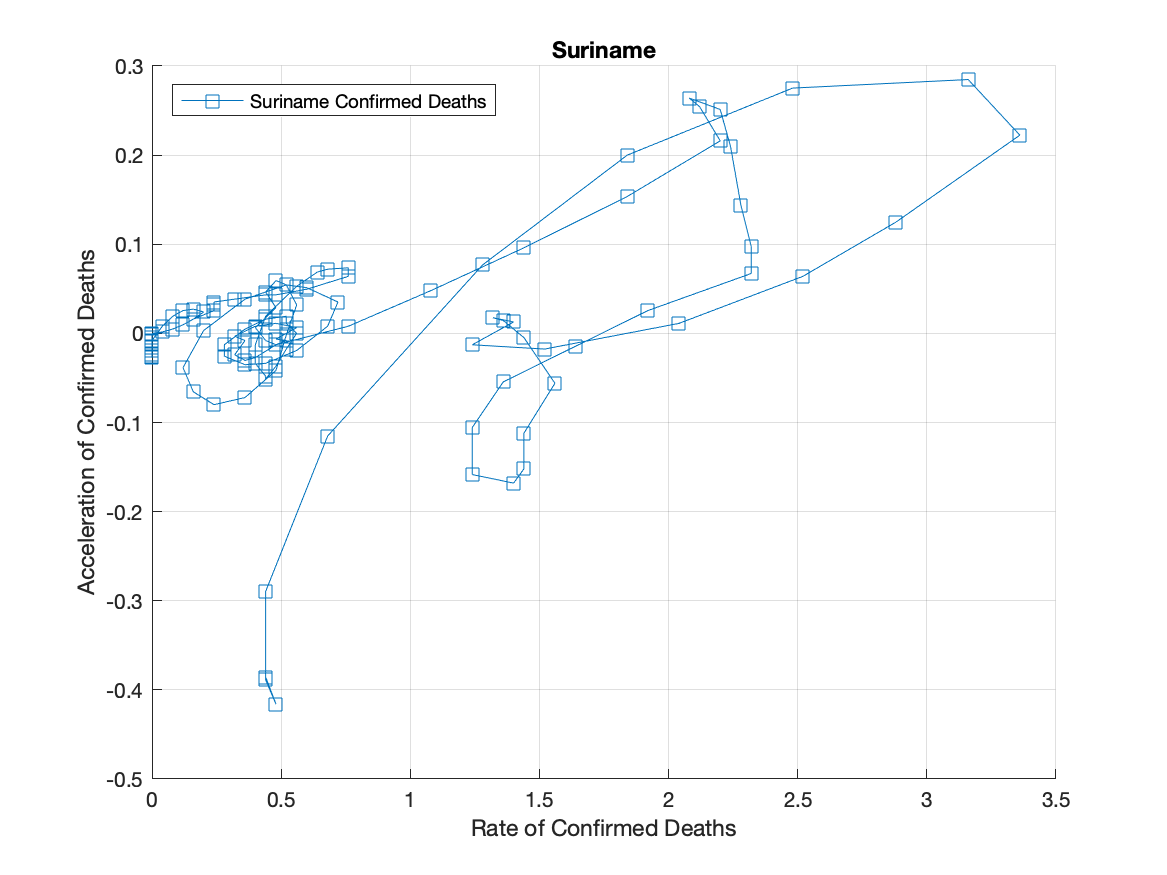 Suriname
Suriname Confirmed Deaths
0.3
0.2
0.1
0
-0.1
-0.2
-0.3
-0.4
-0.5
Acceleration of Confirmed Deaths
0 0.5 1 1.5 2 2.5 3 3.5
Rate of Confirmed Deaths